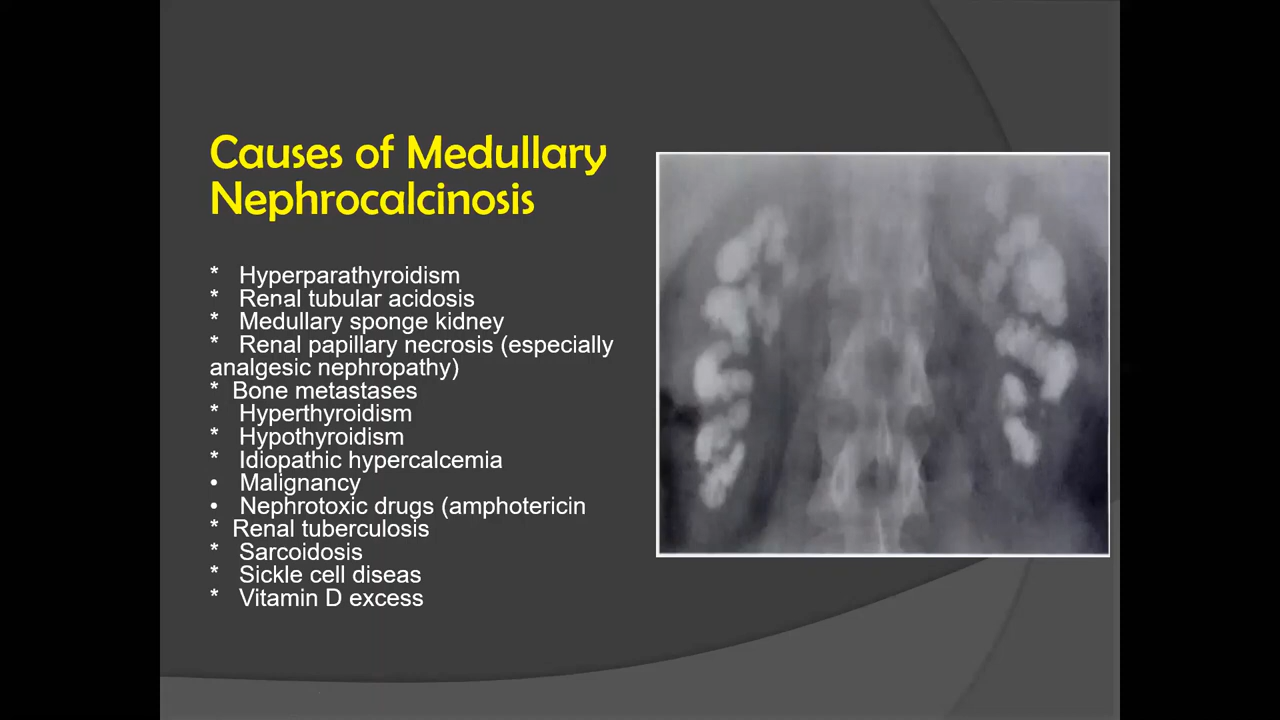 Causes of Medullary
Nephrocalcinosis
* Hyperparathyroidism
* Renal tubular acidosis
* Medullary sponge kidney
* Renal papillary necrosis (especially
analgesic nephropathy)
* Bone metastases
* Hyperthyroidism
* Hypothyroidism
* Idiopathic hypercalcemia
• Malignancy
• Nephrotoxic drugs (amphotericin
* Renal tuberculosis
* Sarcoidosis
* Sickle cell diseas
* Vitamin D excess